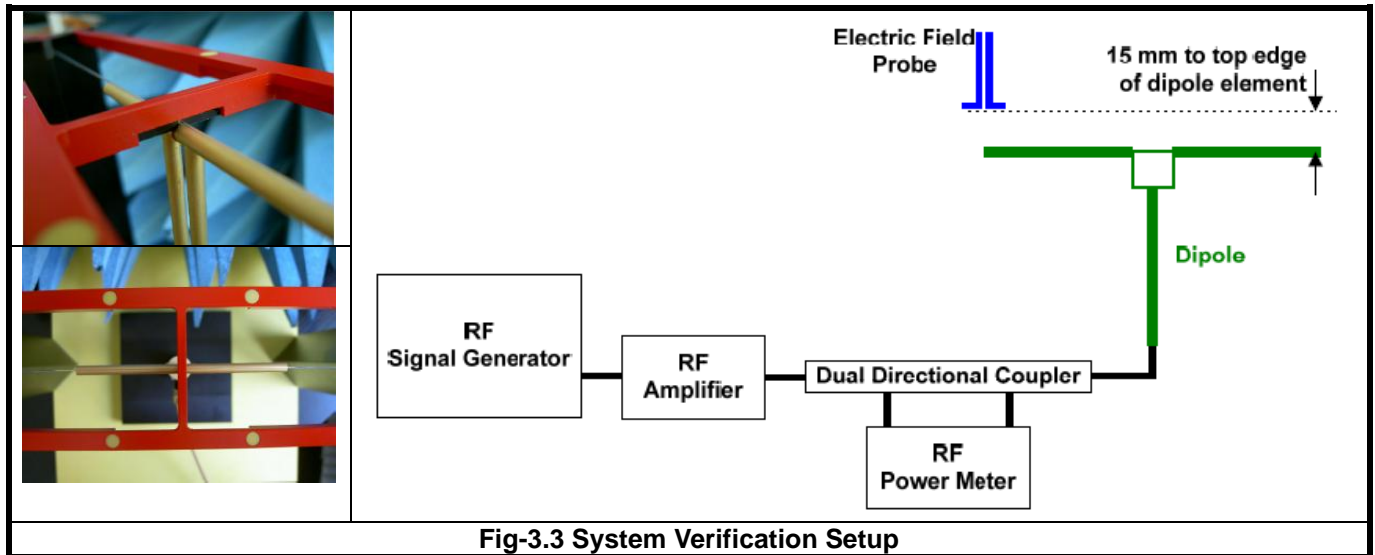 Electric Field
Probe
15 mm to top edge
of dipole element
Dipole
RF
Signal Generator
RF
Amplifier
Dual Directional Coupler
RF
Power Meter
Fig-3.3 System Verification Setup